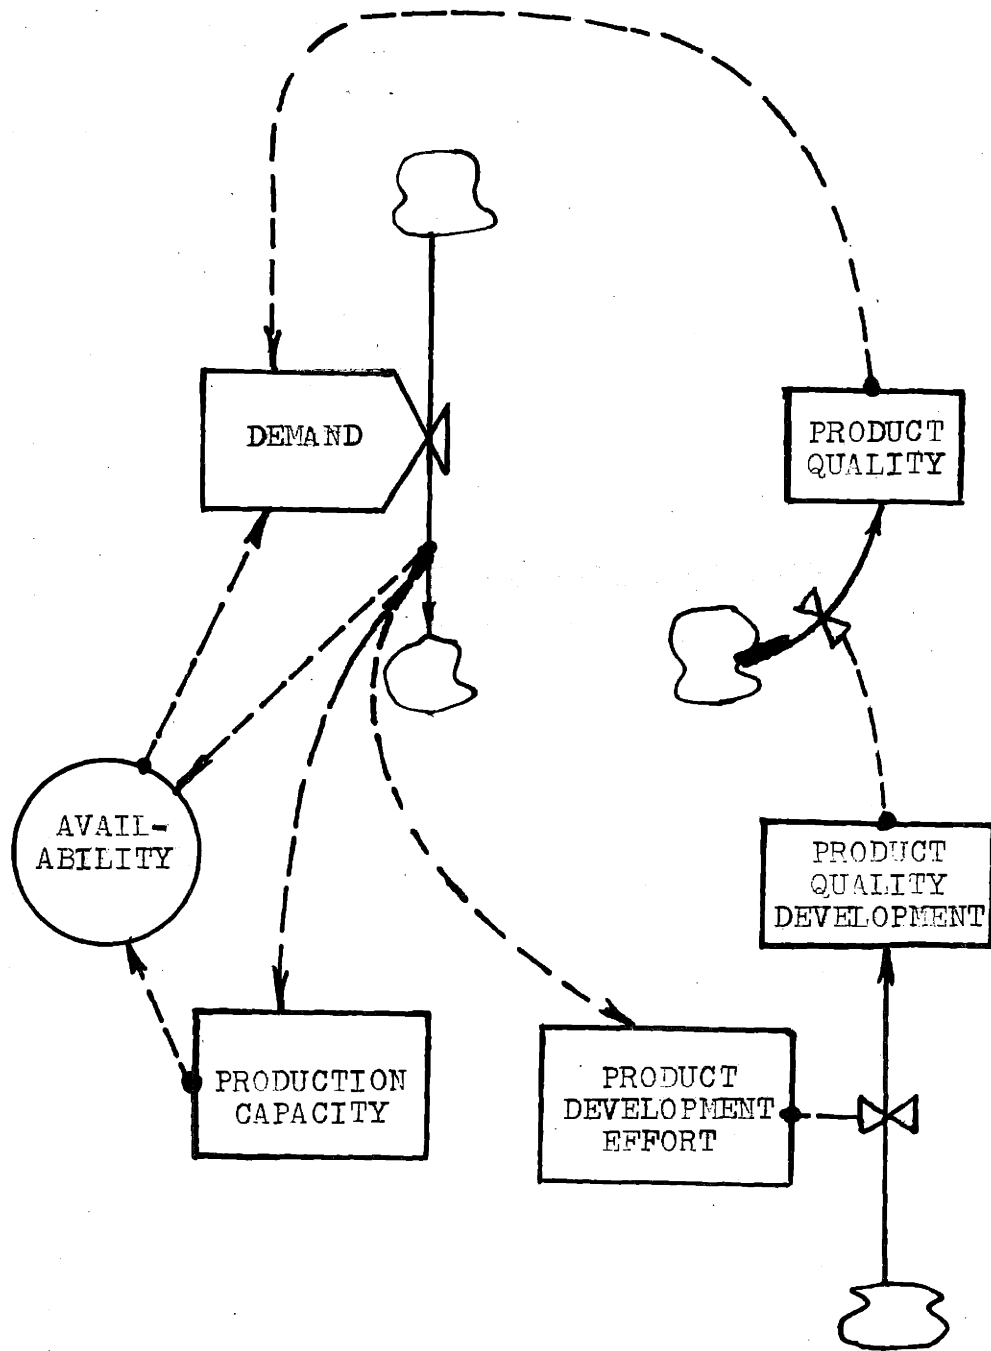 DEMAND
PRODUCT
QUALITY
AVAIL-
ABILITY
PRODUCT
QUALITY
DEVELOPMENT
PRODUCTION
CAPACITY
PRODUCT
DEVELOPMENT
EFFORT